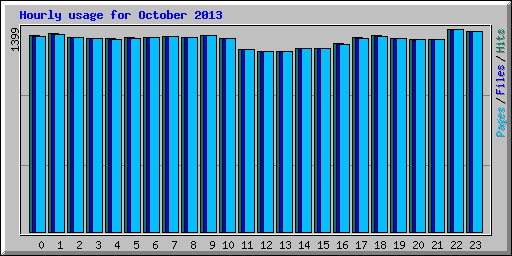 Hourly usage for October 2013
1399
Pages/Files/Hits
0 1 2 3 4 5 6 7 8 9 10 11 12 13 14 15 16 17 18 19 20 21 22 23